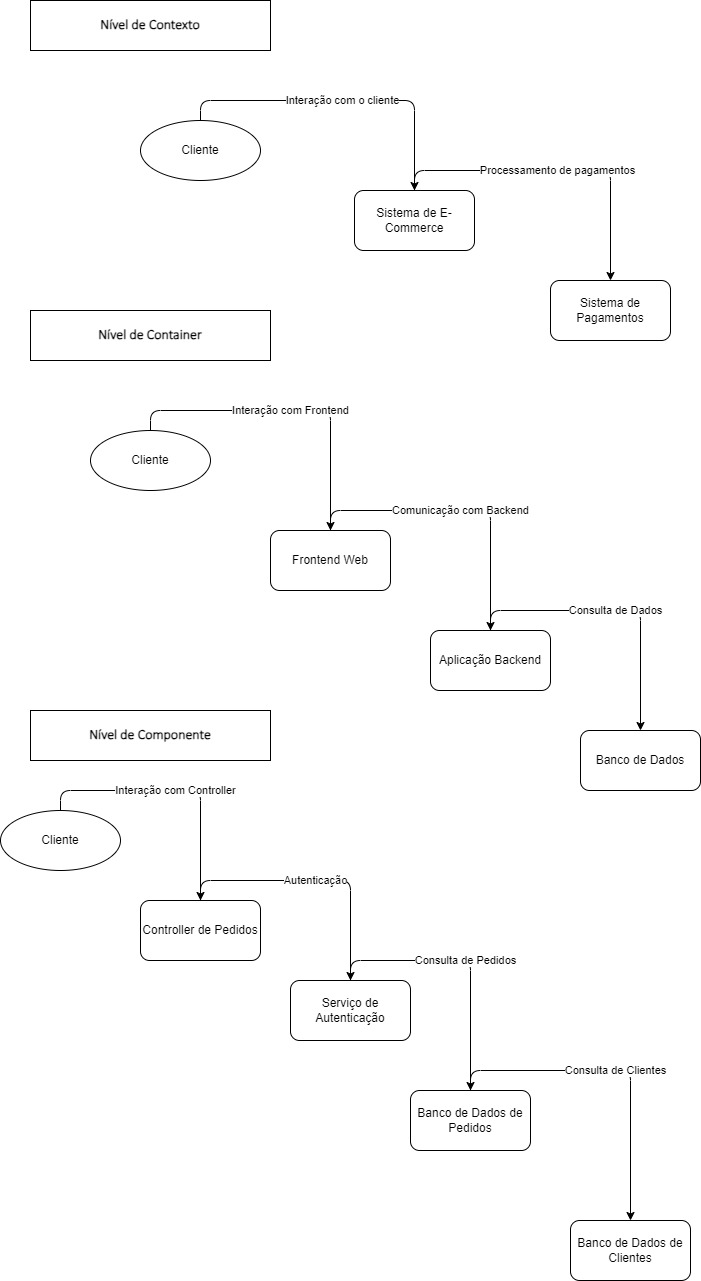 Nível de Contexto
Interação com o cliente
Cliente
Processamento de pagamentos
Sistema de E-
Commerce
Sistema de
Pagamentos
Nível de Container
Interação com Frontend
Cliente
Comunicação com Backend
Frontend Web
Consulta de Dados
Aplicação Backend
Nível de Componente
Banco de Dados
Interação com Controller
Cliente
Autenticação
Controller de Pedidos
Consulta de Pedidos
Serviço de
Autenticação
Consulta de Clientes
Banco de Dados de
Pedidos
Banco de Dados de
Clientes